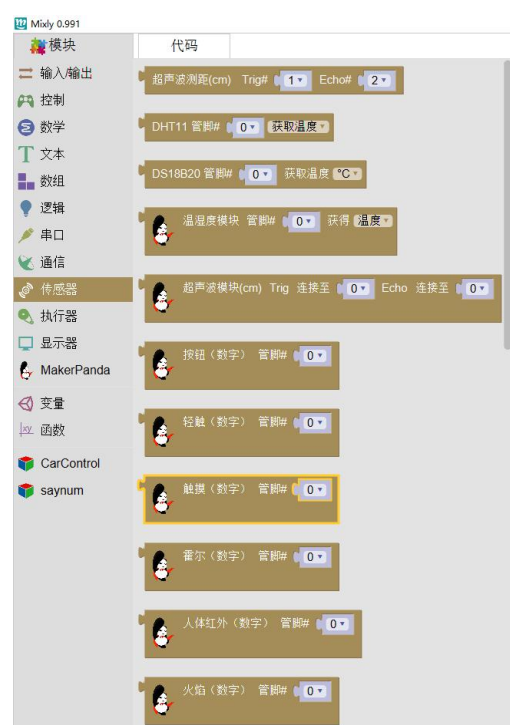 Mixly 0.991
模块
代码
输入/输出
控制
数学
文本
数组
逻辑
串口
通信
传感器
执行器
显示器
MakerPanda
变量
函数
CarControl
saynum
超声波测距(cm) Trig# 1 Echo# 2
DHT11 管脚# 0 获取温度
DS18B20 管脚# 0 获取温度 °C
温湿度模块 管脚# 0 获得 温度
超声波模块(cm) Trig 连接至 0 Echo 连接至 0
按钮（数字） 管脚# 0
轻触（数字） 管脚# 0
触摸（数字） 管脚# 0
霍尔（数字） 管脚# 0
人体红外（数字） 管脚# 0
火焰（数字） 管脚# 0